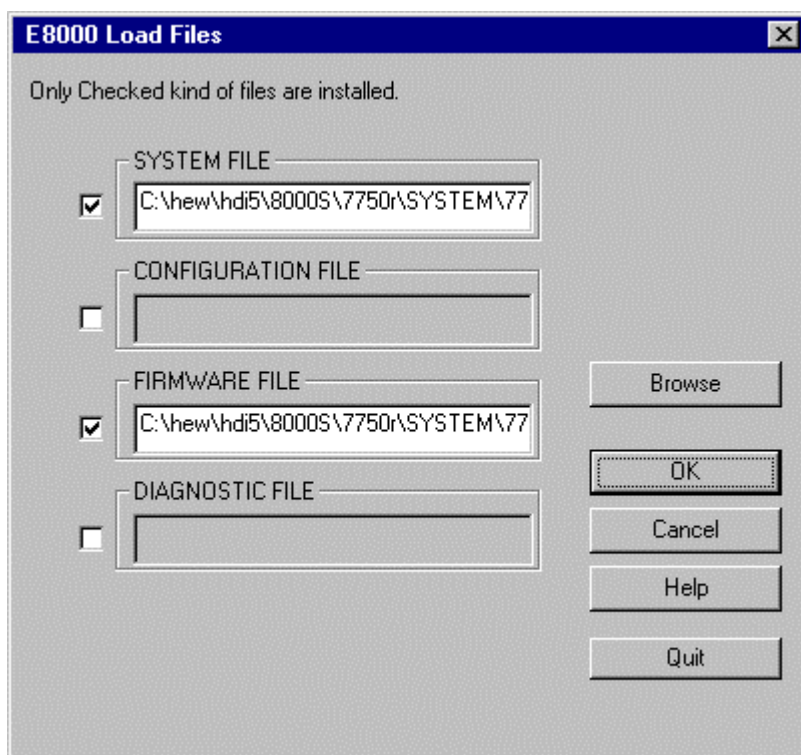 E8000 Load Files
Only Checked kind of files are installed.
SYSTEM FILE
C:\hew\hdi5\8000S\7750r\SYSTEM\77
CONFIGURATION FILE
FIRMWARE FILE
C:\hew\hdi5\8000S\7750r\SYSTEM\77
DIAGNOSTIC FILE
Browse
OK
Cancel
Help
Quit